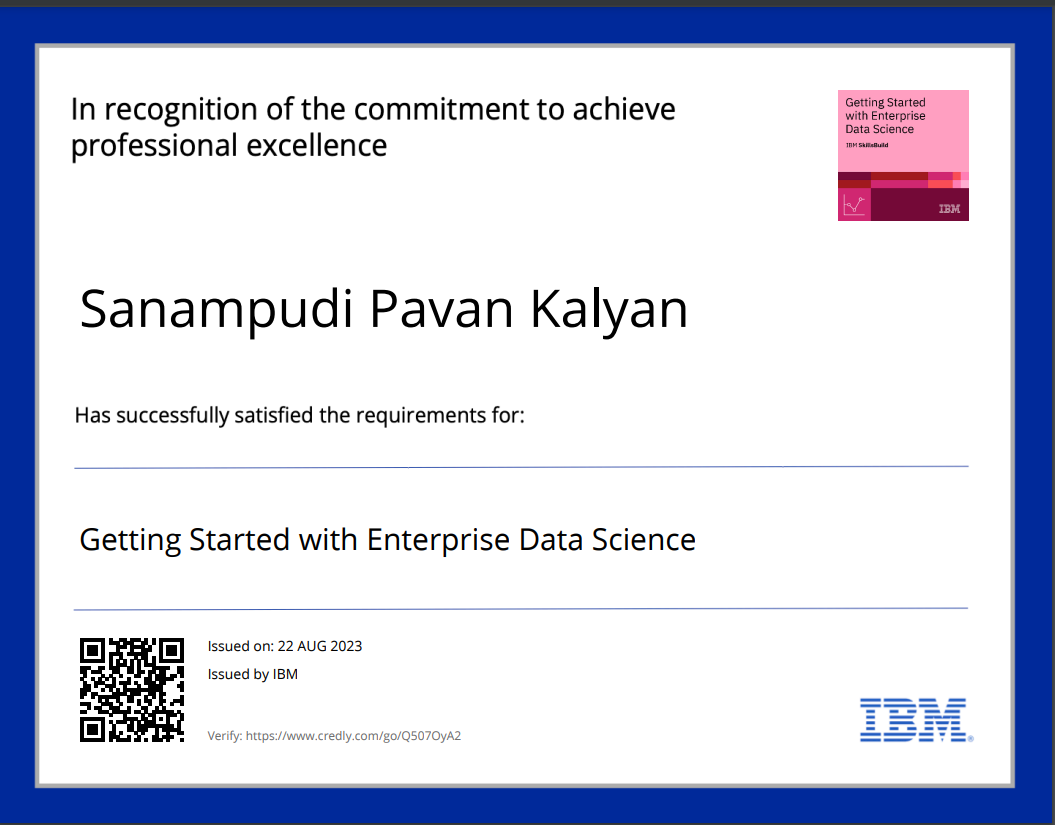 In recognition of the commitment to achieve
professional excellence
Getting Started
with Enterprise
Data Science
IBM SkillsBuild
IBM
Sanampudi Pavan Kalyan
Has successfully satisfied the requirements for:
Getting Started with Enterprise Data Science
Issued on: 22 AUG 2023
Issued by IBM
Verify: https://www.credly.com/go/Q507OyA2
IBM®